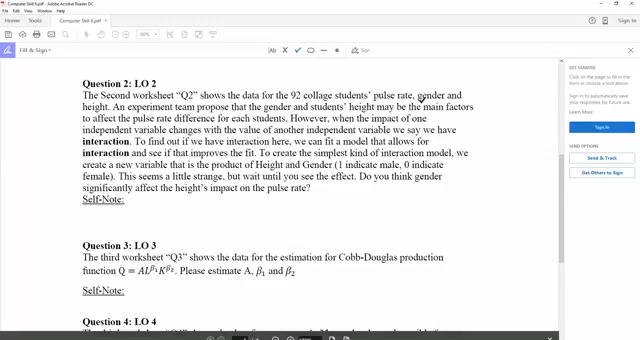 Computer Skill II.pdf - Adobe Acrobat Reader DC
File Edit View Window Help
Home Tools Computer Skill II.pdf × Sign In
Fill & Sign Ab Sign
Question 2: LO 2
The Second worksheet “Q2” shows the data for the 92 collage students’ pulse rate, gender and
height. An experiment team propose that the gender and students’ height may be the main factors
to affect the pulse rate difference for each students. However, when the impact of one
independent variable changes with the value of another independent variable we say we have
interaction. To find out if we have interaction here, we can fit a model that allows for
interaction and see if that improves the fit. To create the simplest kind of interaction model, we
create a new variable that is the product of Height and Gender (1 indicate male, 0 indicate
female). This seems a little strange, but wait until you see the effect. Do you think gender
significantly affect the height’s impact on the pulse rate?
Self-Note:
Question 3: LO 3
The third worksheet “Q3” shows the data for the estimation for Cobb-Douglas production
function Q = AL^β₁K^β₂. Please estimate A, β₁ and β₂
Self-Note:
Question 4: LO 4
GET STARTED
Click on the page to fill in the
form or choose a tool above.
Sign in to automatically save
your responses for future use.
Learn More
Sign In
SEND OPTIONS
Send & Track
Get Others to Sign